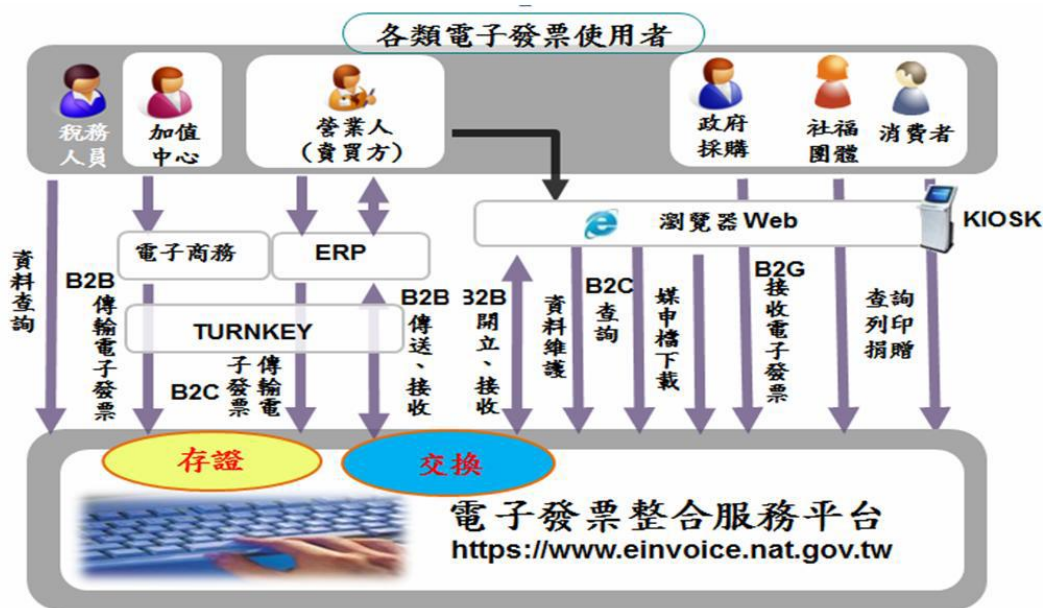 各類電子發票使用者
稅務
人員
加值
中心
營業人
(賣買方)
政府
採購
社福
團體
消費者
瀏覽器 Web
KIOSK
電子商務
ERP
TURNKEY
資料查詢
B2B
傳輸電子發票
B2C
傳輸電
子發票
B2B
傳送、接收
B2B
開立、接收
資料維護
B2C
查詢
媒申檔下載
B2G
接收電子發票
查詢
列印
捐贈
存證
交換
電子發票整合服務平台
https://www.einvoice.nat.gov.tw